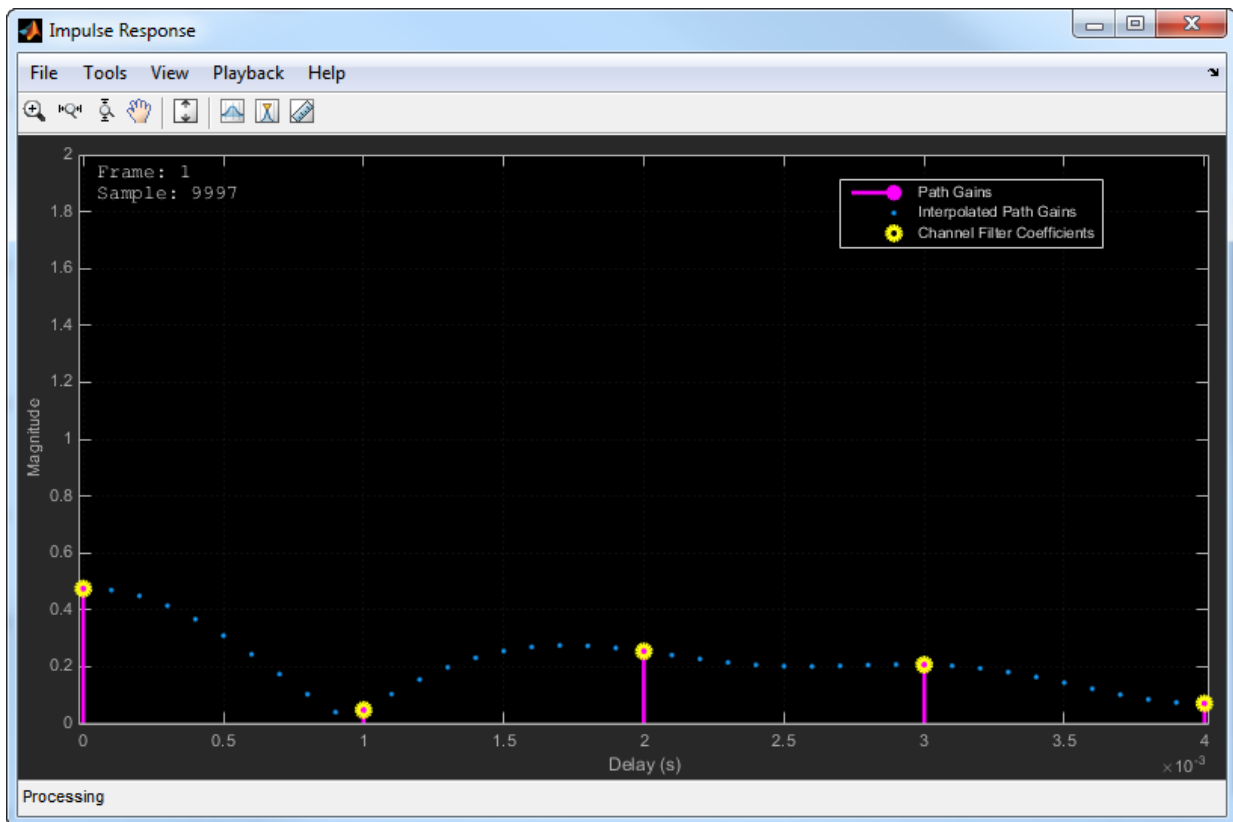 Impulse Response
File Tools View Playback Help
Frame: 1
Sample: 9997
Path Gains
Interpolated Path Gains
Channel Filter Coefficients
2
1.8
1.6
1.4
1.2
1
0.8
0.6
0.4
0.2
0
Magnitude
0 0.5 1 1.5 2 2.5 3 3.5 4
Delay (s)
×10⁻³
Processing